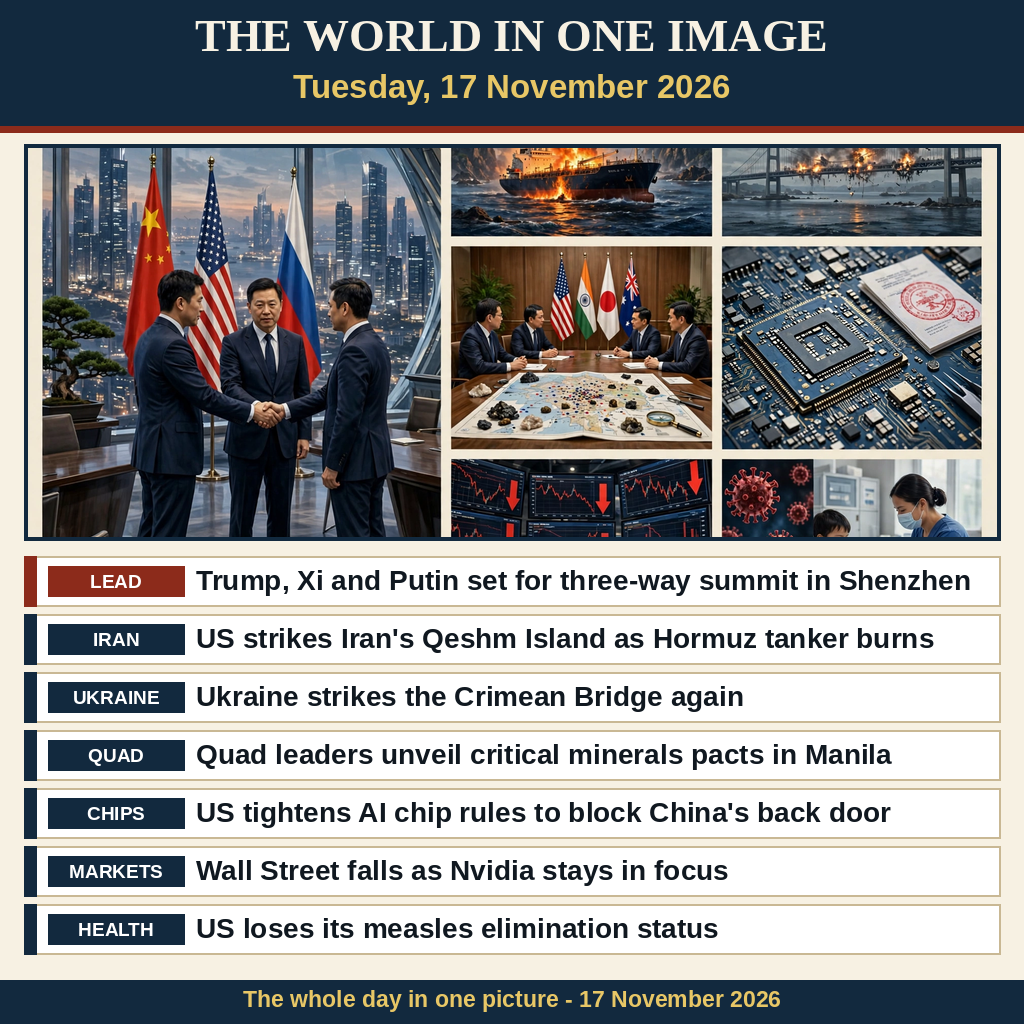 THE WORLD IN ONE IMAGE
Tuesday, 17 November 2026
LEAD
Trump, Xi and Putin set for three-way summit in Shenzhen
IRAN
US strikes Iran's Qeshm Island as Hormuz tanker burns
UKRAINE
Ukraine strikes the Crimean Bridge again
QUAD
Quad leaders unveil critical minerals pacts in Manila
CHIPS
US tightens AI chip rules to block China's back door
MARKETS
Wall Street falls as Nvidia stays in focus
HEALTH
US loses its measles elimination status
The whole day in one picture - 17 November 2026